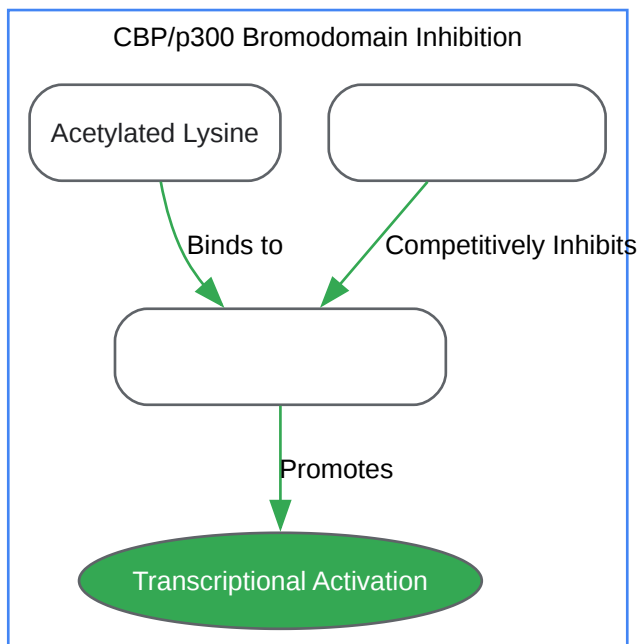 CBP/p300 Bromodomain Inhibition
Acetylated Lysine
Binds to
Competitively Inhibits
Promotes
Transcriptional Activation